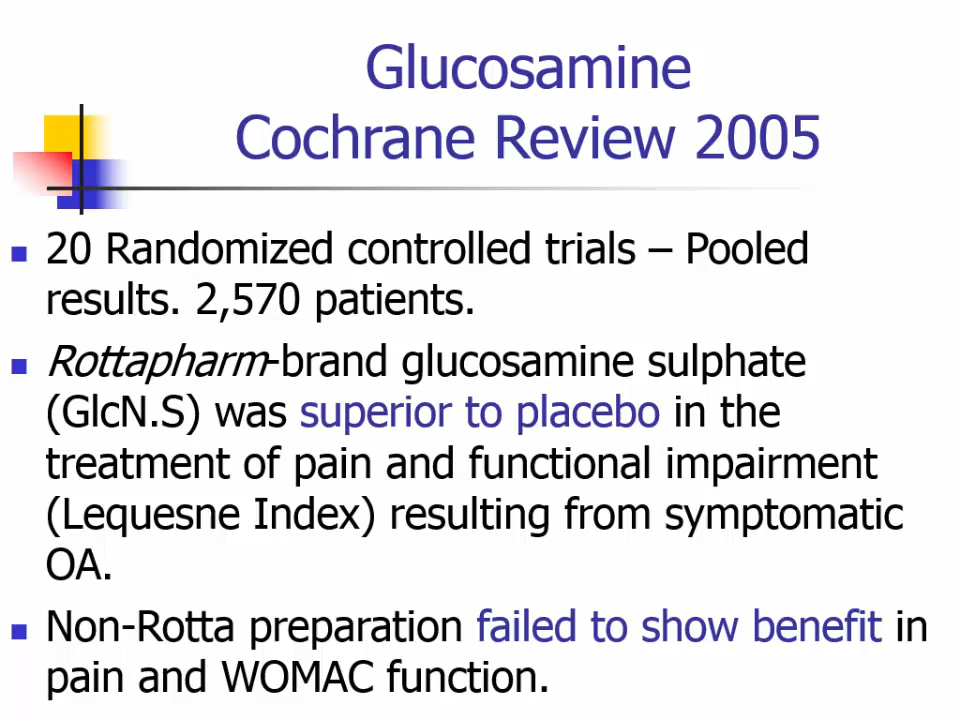 Glucosamine
Cochrane Review 2005
20 Randomized controlled trials – Pooled
results. 2,570 patients.
Rottapharm-brand glucosamine sulphate
(GlcN.S) was superior to placebo in the
treatment of pain and functional impairment
(Lequesne Index) resulting from symptomatic
OA.
Non-Rotta preparation failed to show benefit in
pain and WOMAC function.